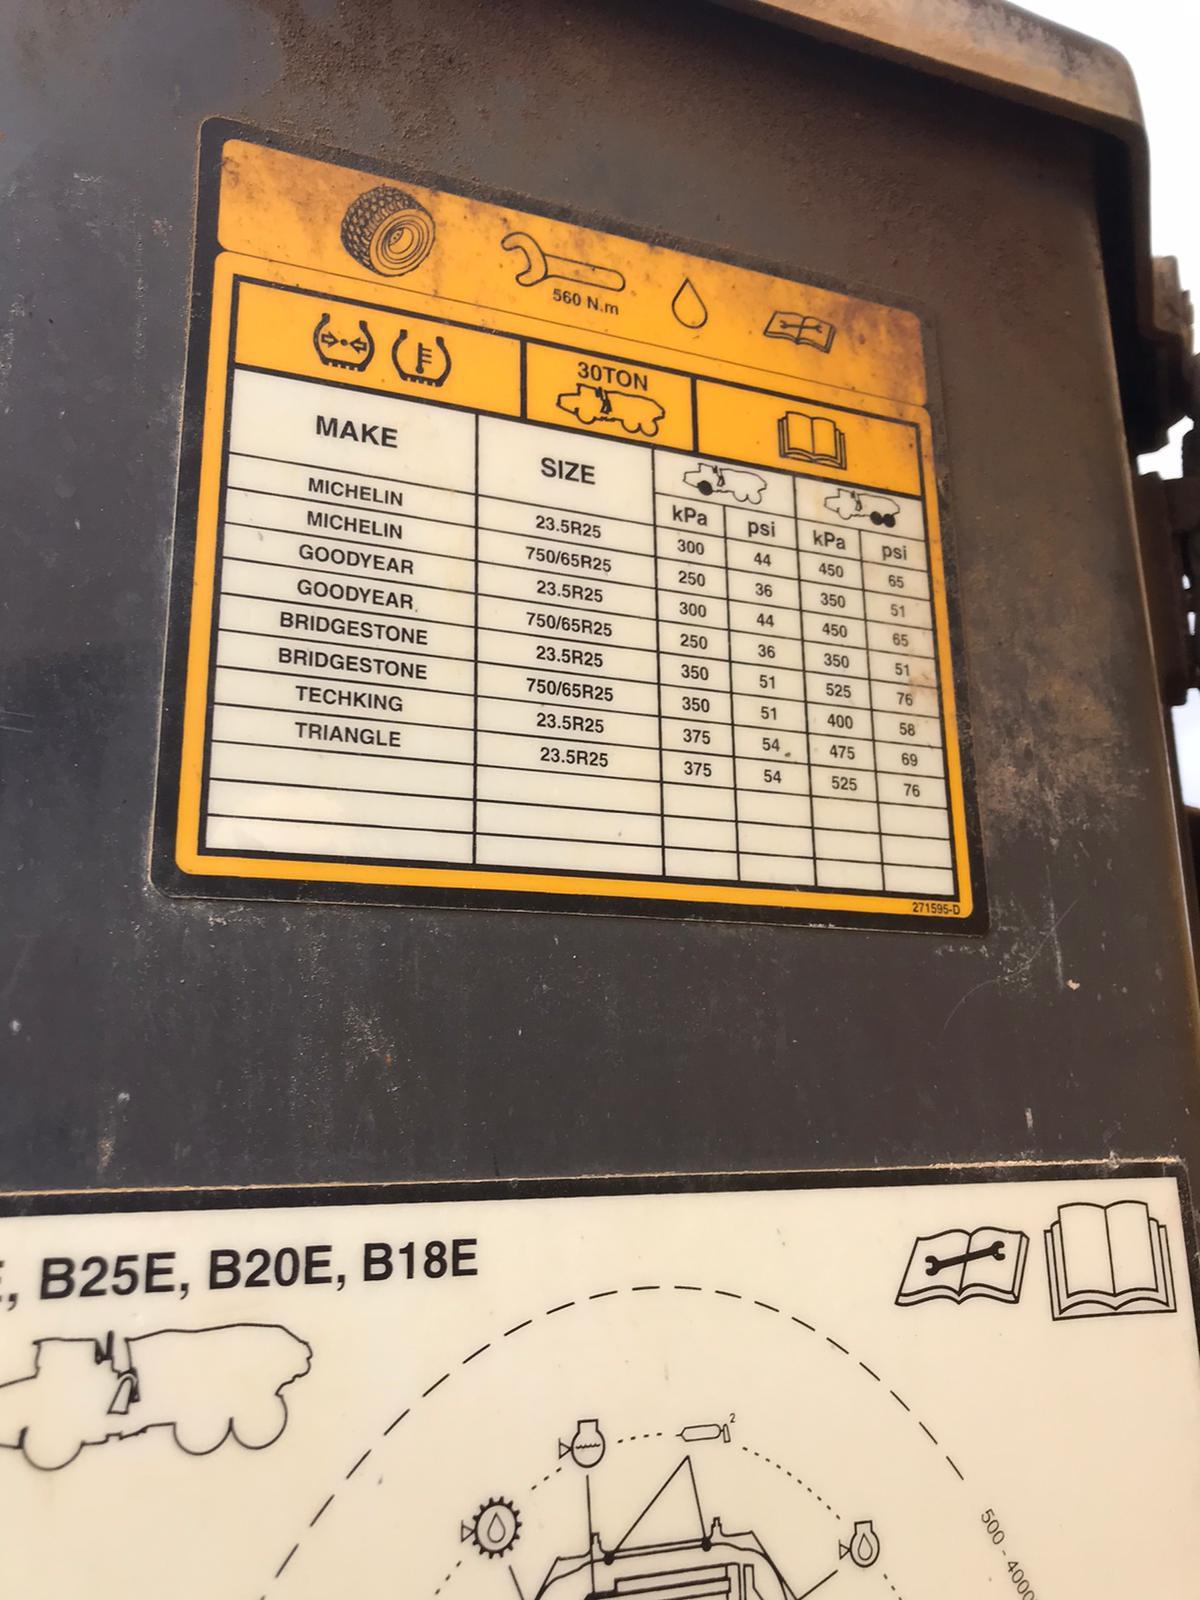 560 N.m
30TON
MAKE SIZE kPa psi kPa psi
MICHELIN 23.5R25 300 44 450 65
MICHELIN 750/65R25 250 36 350 51
GOODYEAR 23.5R25 300 44 450 65
GOODYEAR 750/65R25 250 36 350 51
BRIDGESTONE 23.5R25 350 51 525 76
BRIDGESTONE 750/65R25 350 51 400 58
TECHKING 23.5R25 375 54 475 69
TRIANGLE 23.5R25 375 54 525 76
271595-D
, B25E, B20E, B18E
2
500 - 4000